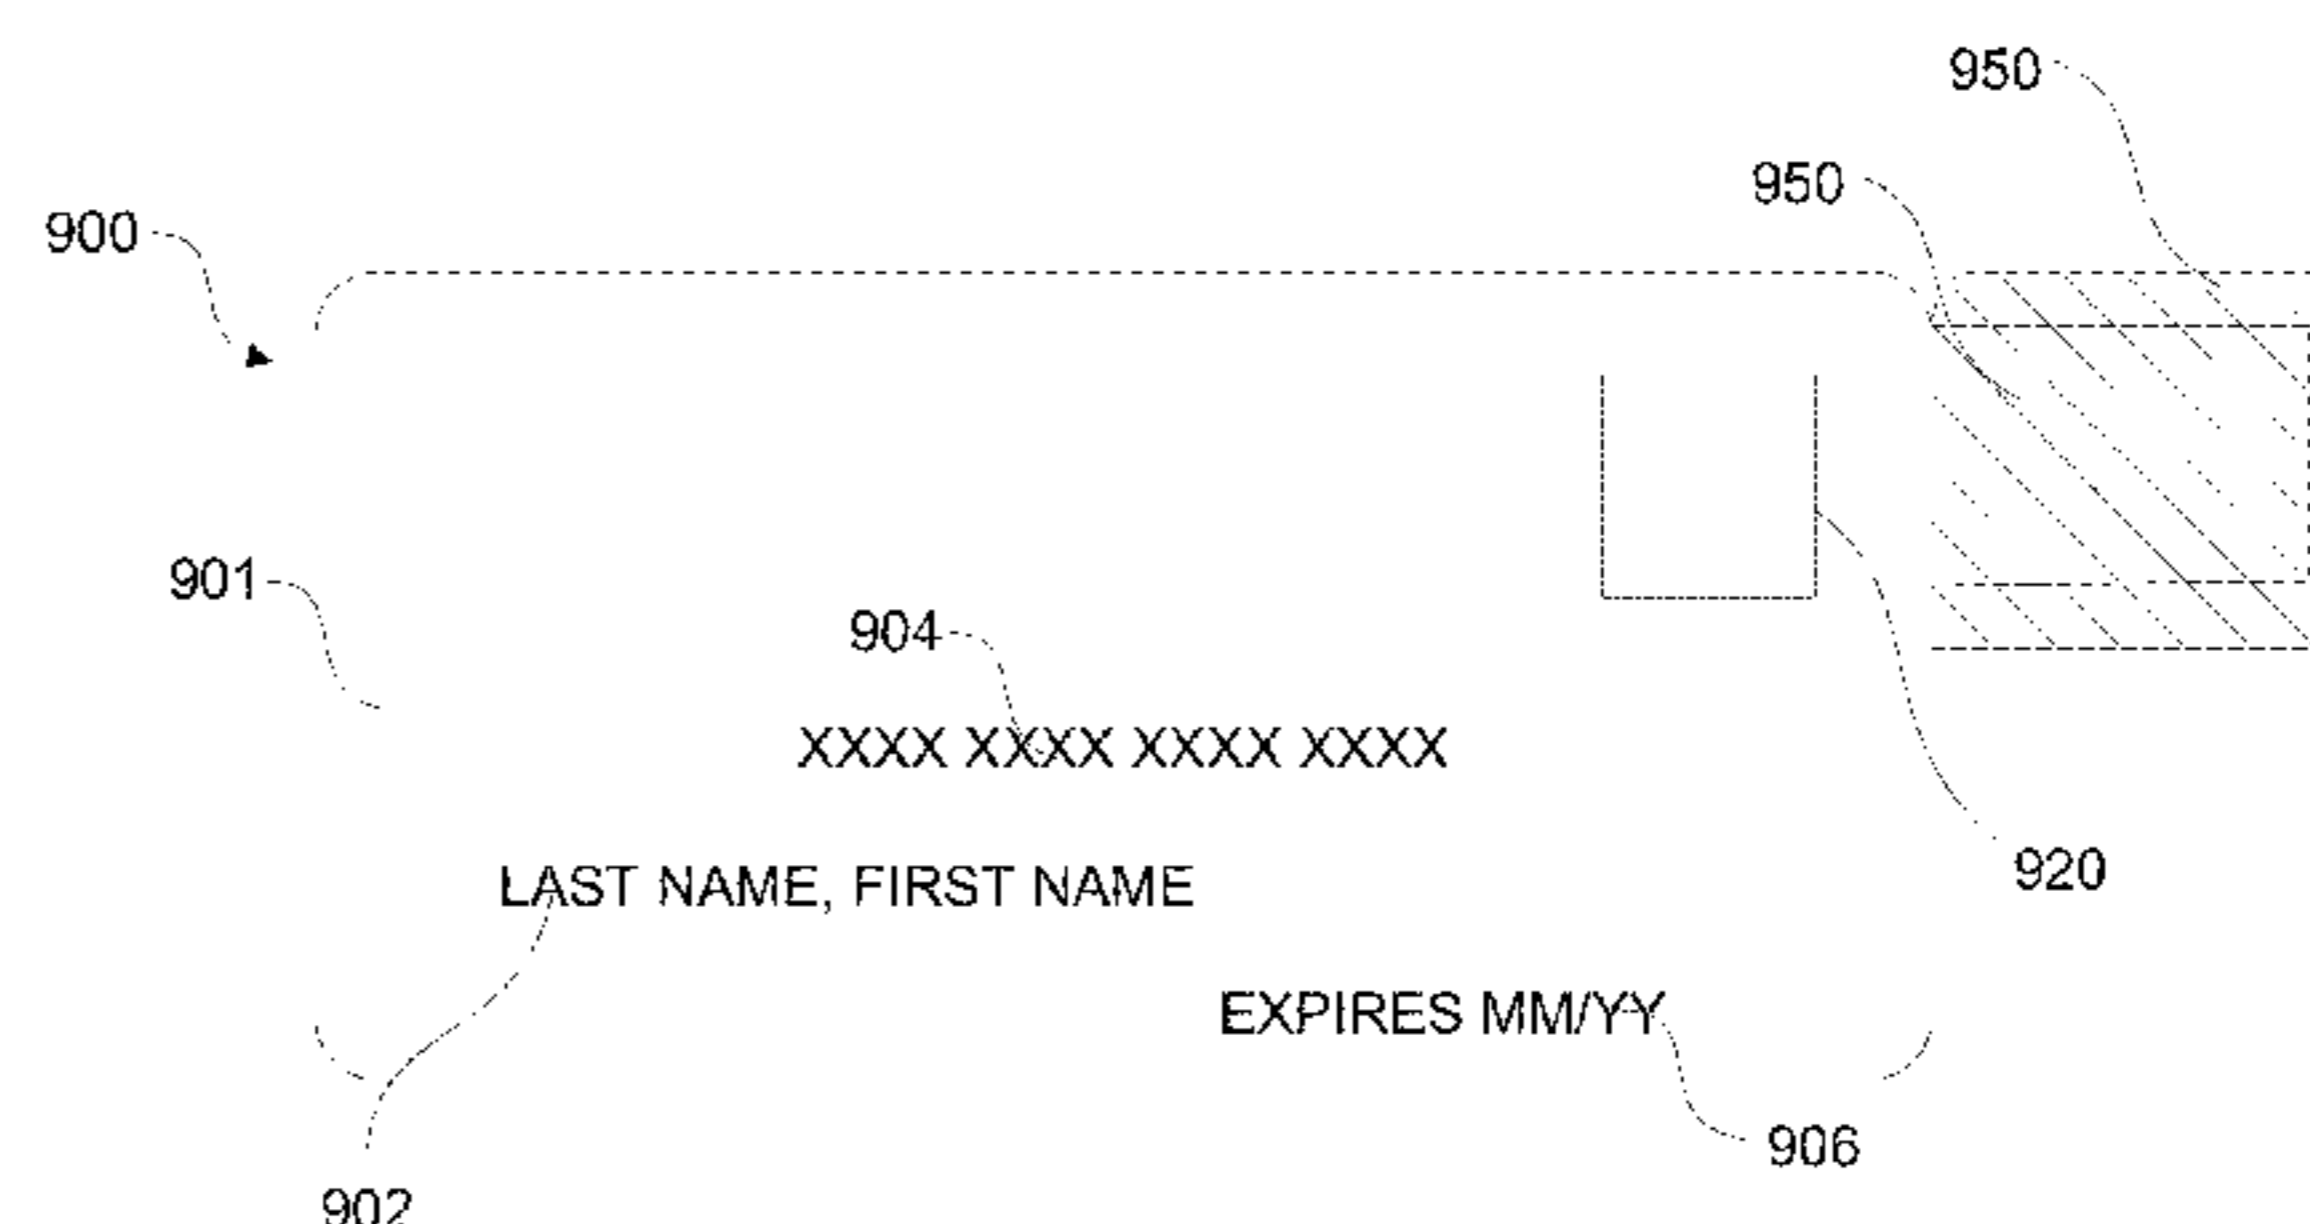 950
950
900
901
904
XXXX XXXX XXXX XXXX
LAST NAME, FIRST NAME
920
EXPIRES MM/YY
906
902